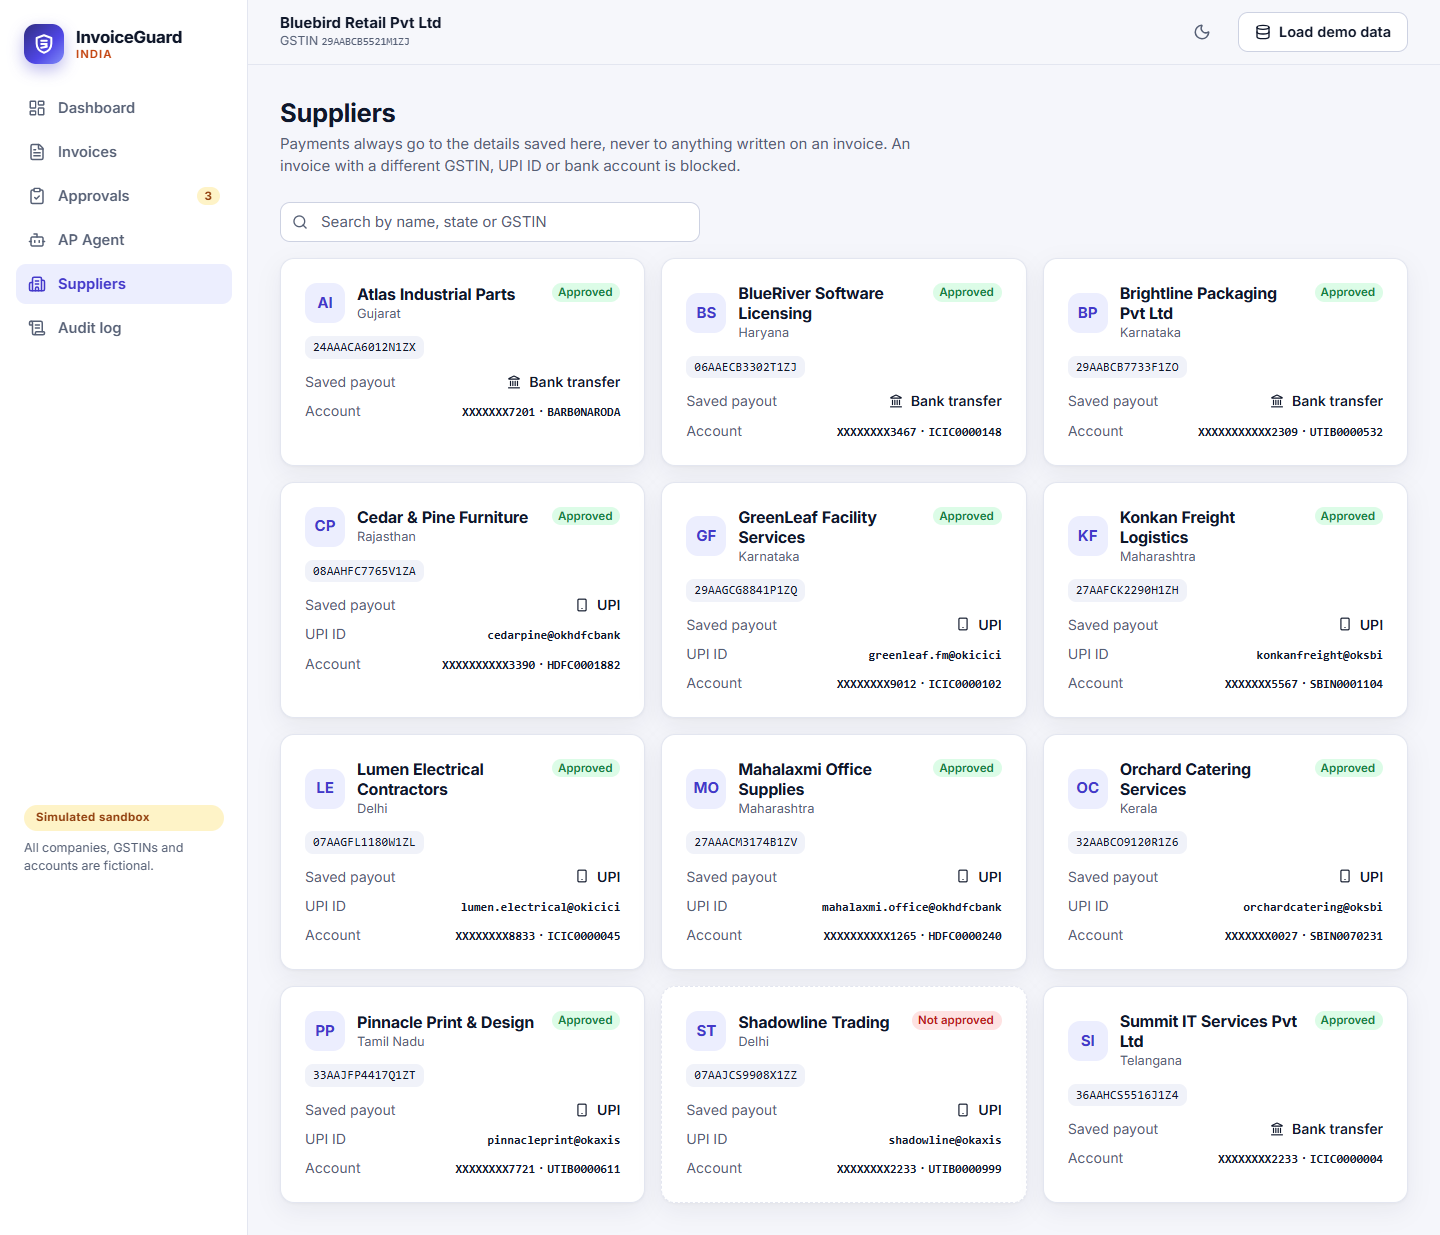 InvoiceGuard
INDIA
Dashboard
Invoices
Approvals 3
AP Agent
Suppliers
Audit log
Simulated sandbox
All companies, GSTINs and
accounts are fictional.
Bluebird Retail Pvt Ltd
GSTIN 29AABCB5521M1ZJ
Load demo data
Suppliers
Payments always go to the details saved here, never to anything written on an invoice. An
invoice with a different GSTIN, UPI ID or bank account is blocked.
Search by name, state or GSTIN
AI Atlas Industrial Parts Approved
Gujarat
24AAACA6012N1ZX
Saved payout Bank transfer
Account XXXXXXX7201 · BARB0NARODA
BS BlueRiver Software Approved
Licensing
Haryana
06AAECB3302T1ZJ
Saved payout Bank transfer
Account XXXXXXXX3467 · ICIC0000148
BP Brightline Packaging Approved
Pvt Ltd
Karnataka
29AABCB7733F1ZO
Saved payout Bank transfer
Account XXXXXXXXXXX2309 · UTIB0000532
CP Cedar & Pine Furniture Approved
Rajasthan
08AAHFC7765V1ZA
Saved payout UPI
UPI ID cedarpine@okhdfcbank
Account XXXXXXXXXX3390 · HDFC0001882
GF GreenLeaf Facility Approved
Services
Karnataka
29AAGCG8841P1ZQ
Saved payout UPI
UPI ID greenleaf.fm@okicici
Account XXXXXXXX9012 · ICIC0000102
KF Konkan Freight Approved
Logistics
Maharashtra
27AAFCK2290H1ZH
Saved payout UPI
UPI ID konkanfreight@oksbi
Account XXXXXXX5567 · SBIN0001104
LE Lumen Electrical Approved
Contractors
Delhi
07AAGFL1180W1ZL
Saved payout UPI
UPI ID lumen.electrical@okicici
Account XXXXXXXX8833 · ICIC0000045
MO Mahalaxmi Office Approved
Supplies
Maharashtra
27AAACM3174B1ZV
Saved payout UPI
UPI ID mahalaxmi.office@okhdfcbank
Account XXXXXXXXXX1265 · HDFC0000240
OC Orchard Catering Approved
Services
Kerala
32AABCO9120R1Z6
Saved payout UPI
UPI ID orchardcatering@oksbi
Account XXXXXXX0027 · SBIN0070231
PP Pinnacle Print & Design Approved
Tamil Nadu
33AAJFP4417Q1ZT
Saved payout UPI
UPI ID pinnacleprint@okaxis
Account XXXXXXXX7721 · UTIB0000611
ST Shadowline Trading Not approved
Delhi
07AAJCS9908X1ZZ
Saved payout UPI
UPI ID shadowline@okaxis
Account XXXXXXXX2233 · UTIB0000999
SI Summit IT Services Pvt Approved
Ltd
Telangana
36AAHCS5516J1Z4
Saved payout Bank transfer
Account XXXXXXXX2233 · ICIC0000004